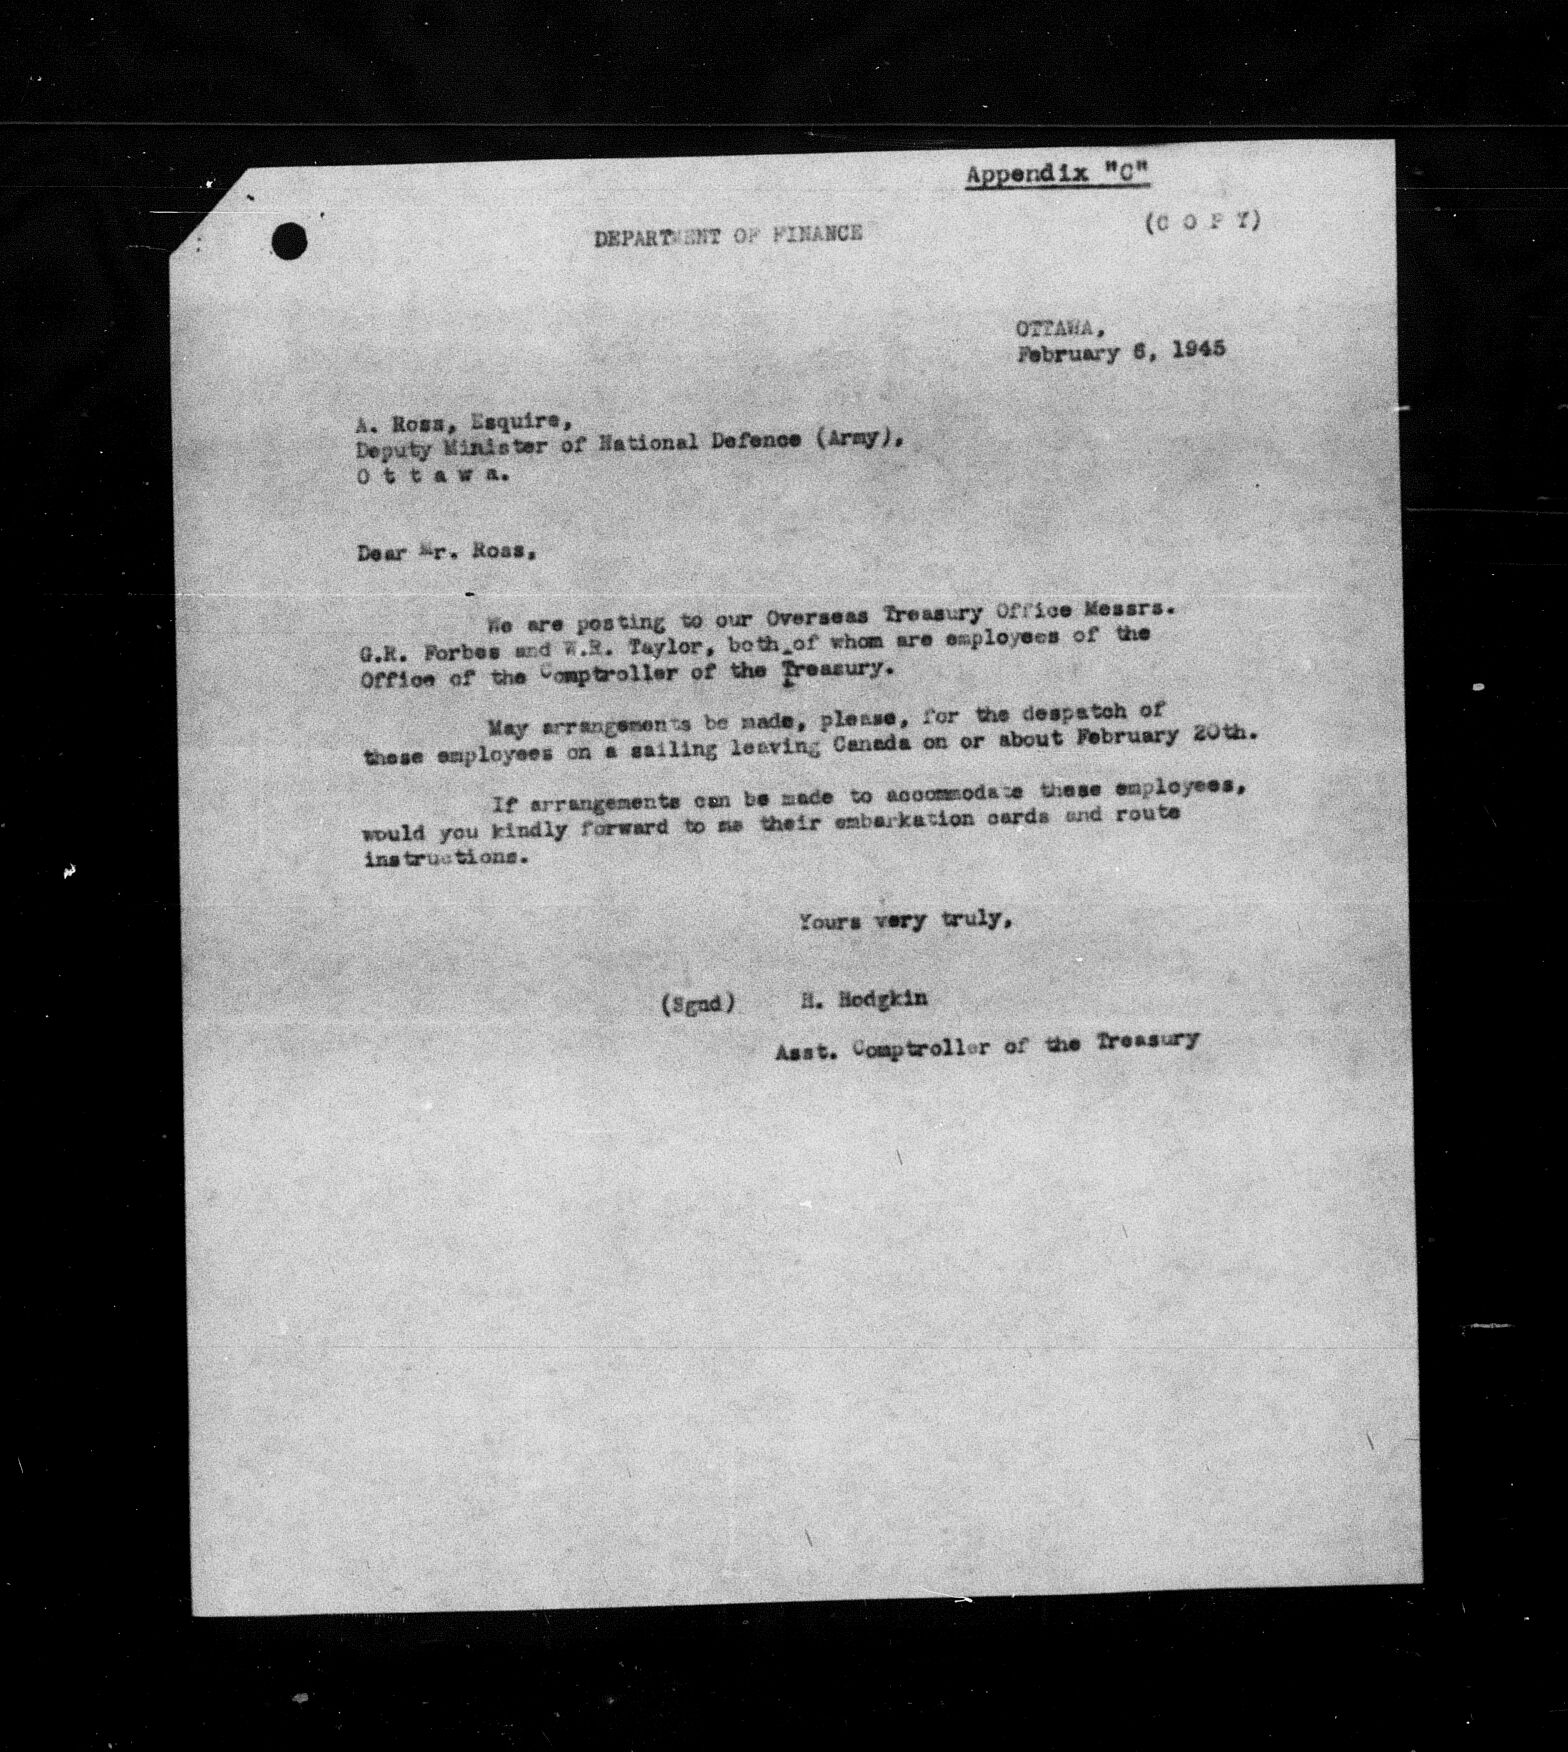 Appendix "C"
(C O P Y)
DEPARTMENT OF FINANCE
OTTAWA,
February 6, 1945
A. Ross, Esquire,
Deputy Minister of National Defence (Army),
O t t a w a.
Dear Mr. Ross,
We are posting to our Overseas Treasury Office Messrs.
G.R. Forbes and W.R. Taylor, both of whom are employees of the
Office of the Comptroller of the Treasury.
May arrangements be made, please, for the despatch of
these employees on a sailing leaving Canada on or about February 20th.
If arrangements can be made to accommodate these employees,
would you kindly forward to me their embarkation cards and route
instructions.
Yours very truly,
(Sgnd) H. Hodgkin
Asst. Comptroller of the Treasury